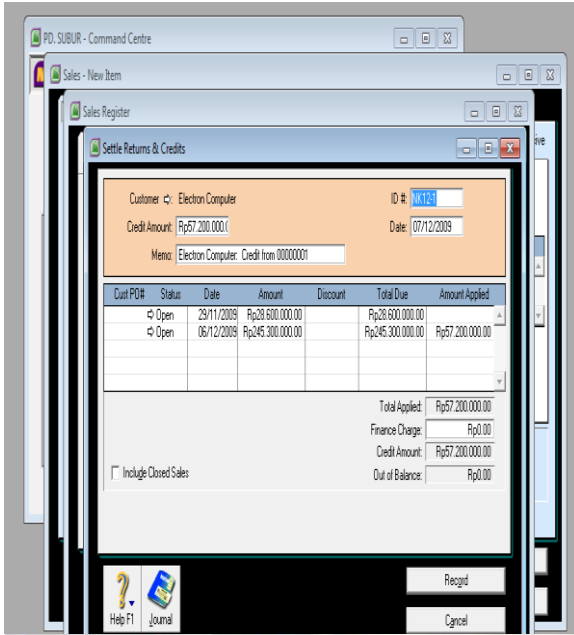 PD. SUBUR - Command Centre
Sales - New Item
Sales Register
Settle Returns & Credits
Customer ⇨: Electron Computer
ID #: NK12-1
Credit Amount: Rp57.200.000.(
Date: 07/12/2009
Memo: Electron Computer: Credit from 00000001
Cust PO# Status Date Amount Discount Total Due Amount Applied
⇨ Open 29/11/2009 Rp28.600.000.00 Rp28.600.000.00
⇨ Open 06/12/2009 Rp245.300.000.00 Rp245.300.000.00 Rp57.200.000.00
Total Applied: Rp57.200.000.00
Finance Charge: Rp0.00
Credit Amount: Rp57.200.000.00
Include Closed Sales
Out of Balance: Rp0.00
Record
Help F1 Journal
Cancel